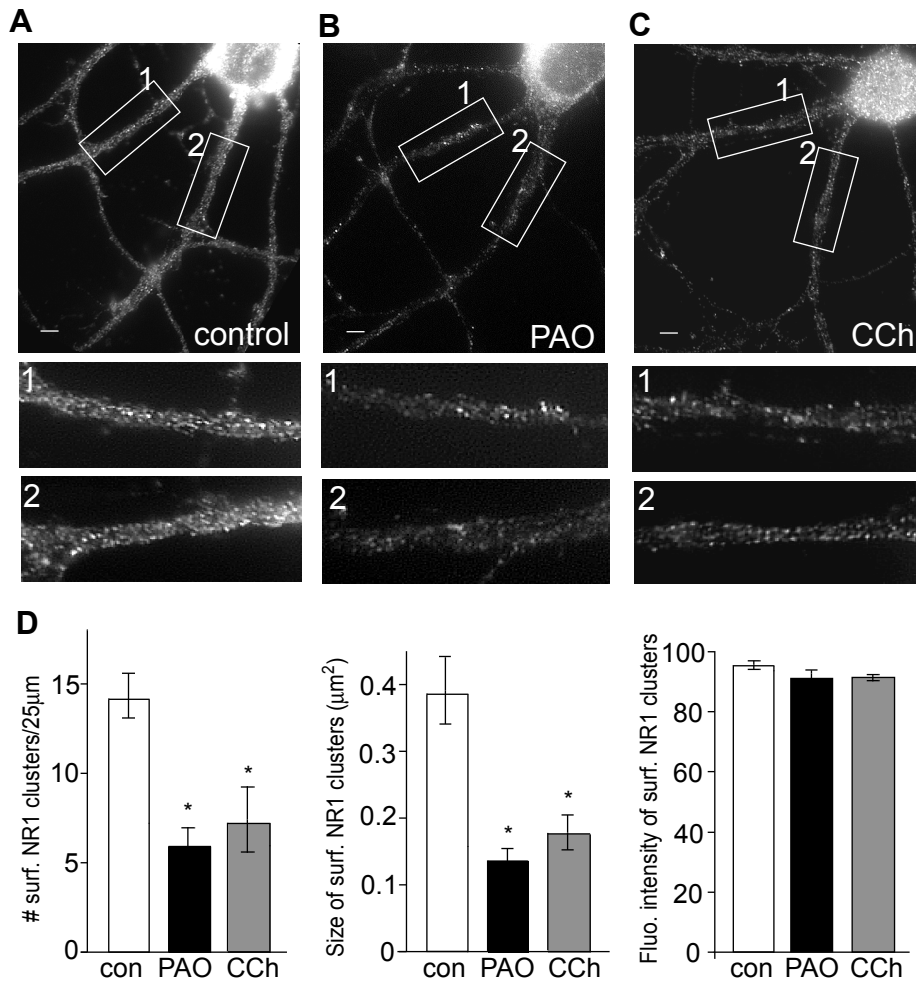 A
B
C
1
2
control
1
2
PAO
1
2
CCh
1
1
1
2
2
2
D
# surf. NR1 clusters/25μm
15
10
5
0
*
*
con PAO CCh
Size of surf. NR1 clusters (μm²)
0.4
0.3
0.2
0.1
0
*
*
con PAO CCh
Fluo. intensity of surf. NR1 clusters
100
80
60
40
20
0
con PAO CCh